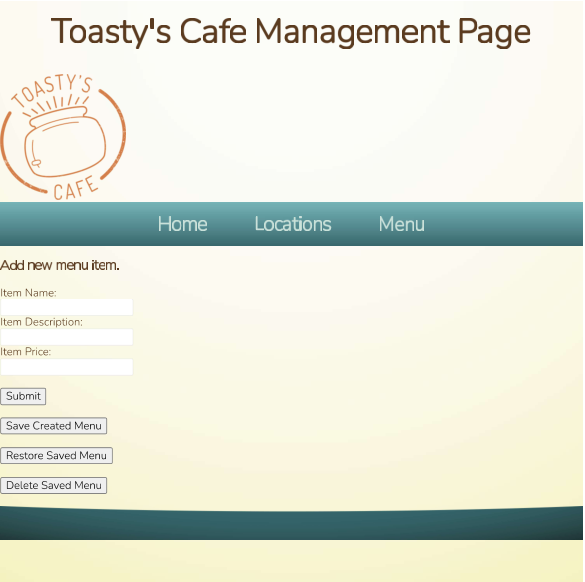 Toasty's Cafe Management Page
TOASTY'S
CAFE
Home Locations Menu
Add new menu item.
Item Name:
Item Description:
Item Price:
Submit
Save Created Menu
Restore Saved Menu
Delete Saved Menu